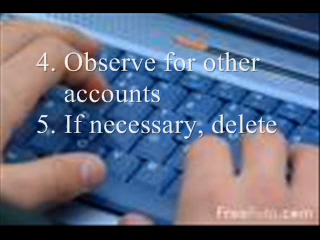 4. Observe for other
accounts
5. If necessary, delete
FreeFoto.com